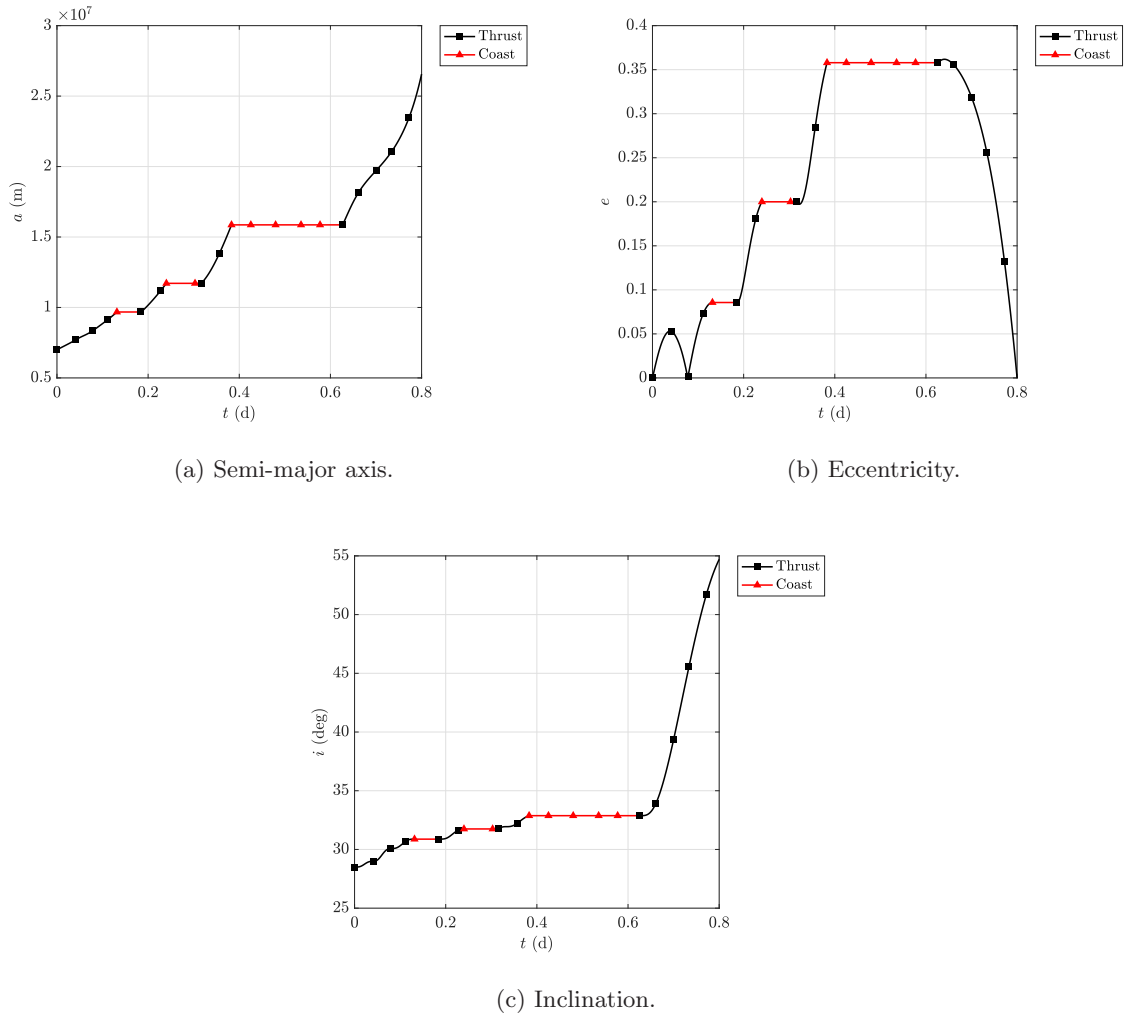 ×10⁷
3
2.5
2
1.5
1
0.5
a (m)
0 0.2 0.4 0.6 0.8
t (d)
Thrust
Coast
(a) Semi-major axis.
0.4
0.35
0.3
0.25
0.2
0.15
0.1
0.05
0
e
0 0.2 0.4 0.6 0.8
t (d)
Thrust
Coast
(b) Eccentricity.
55
50
45
40
35
30
25
i (deg)
0 0.2 0.4 0.6 0.8
t (d)
Thrust
Coast
(c) Inclination.